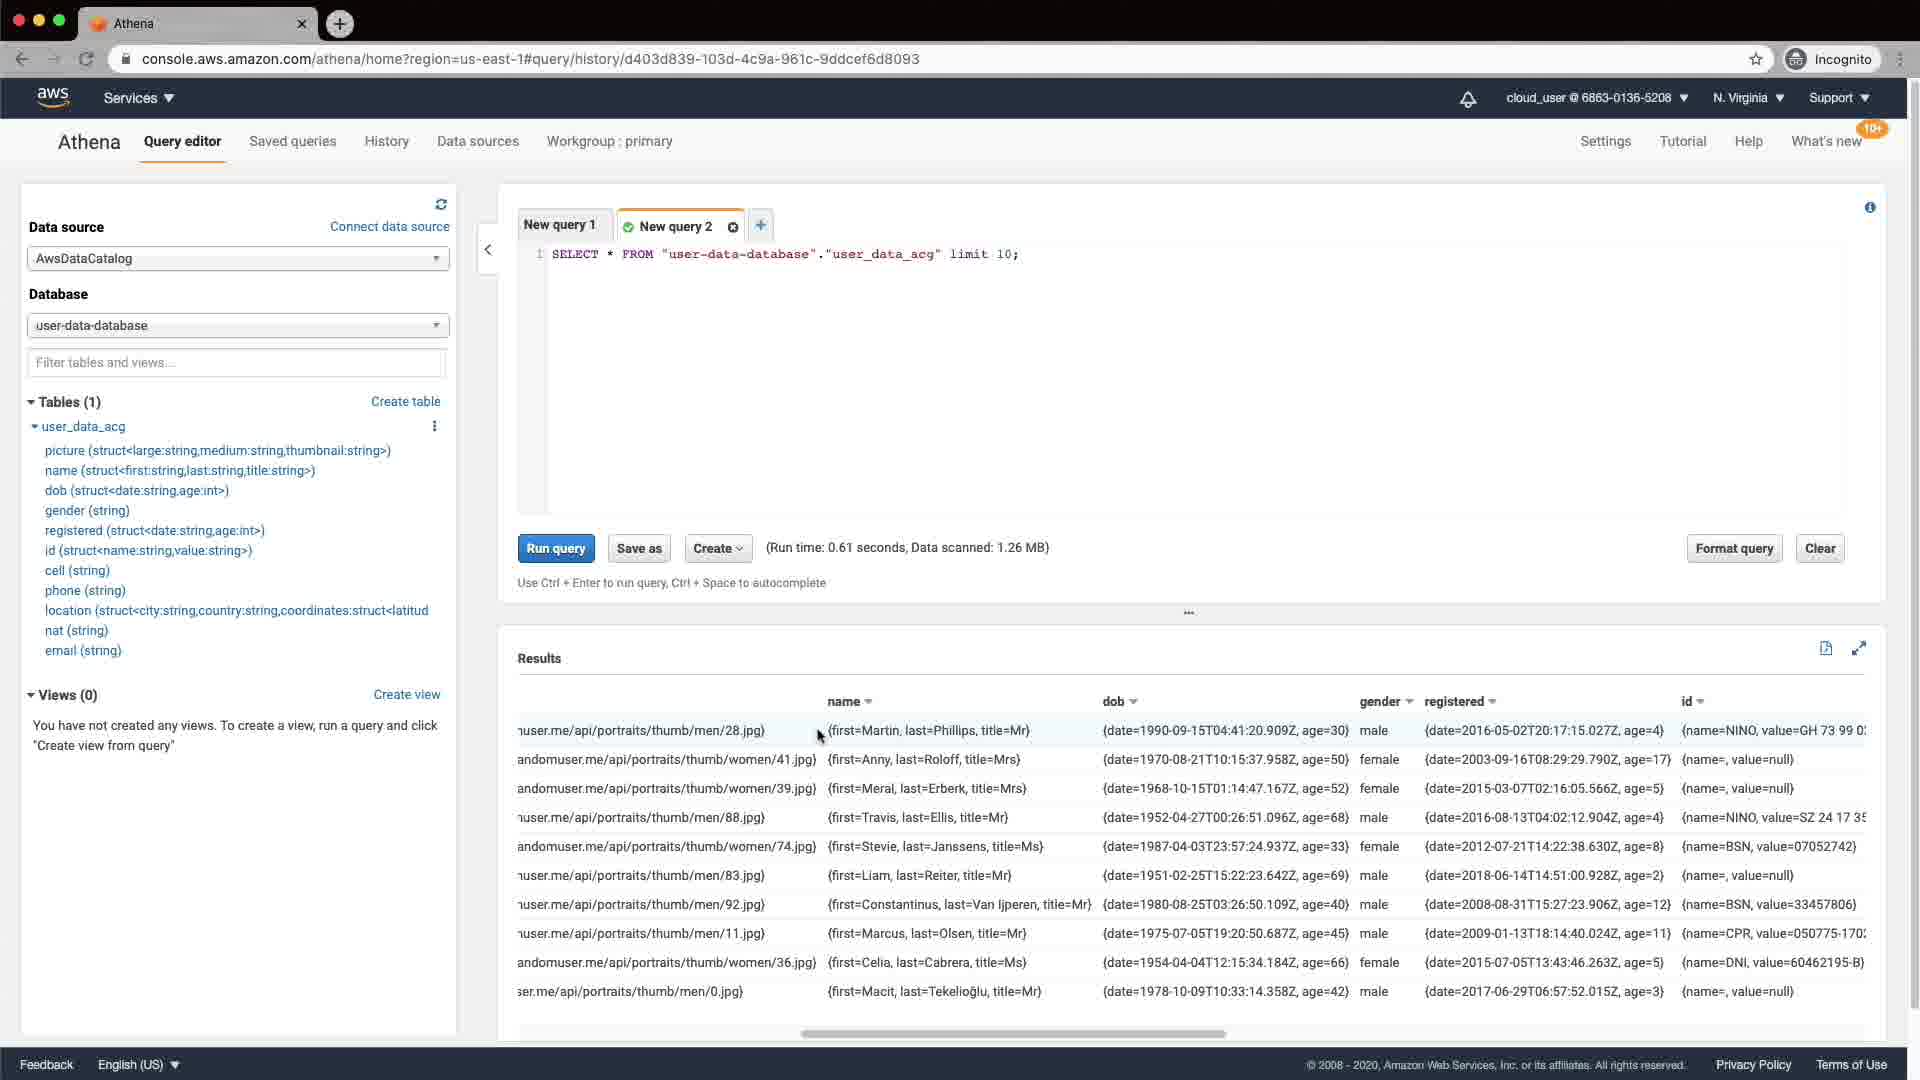 Athena
console.aws.amazon.com/athena/home?region=us-east-1#query/history/d403d839-103d-4c9a-961c-9ddcef6d8093
Incognito
aws
Services
cloud_user @ 6863-0136-5208
N. Virginia
Support
Athena
Query editor
Saved queries
History
Data sources
Workgroup : primary
Settings
Tutorial
Help
What's new
10+
Data source
Connect data source
AwsDataCatalog
Database
user-data-database
Filter tables and views...
Tables (1)
Create table
user_data_acg
picture (struct<large:string,medium:string,thumbnail:string>)
name (struct<first:string,last:string,title:string>)
dob (struct<date:string,age:int>)
gender (string)
registered (struct<date:string,age:int>)
id (struct<name:string,value:string>)
cell (string)
phone (string)
location (struct<city:string,country:string,coordinates:struct<latitud
nat (string)
email (string)
Views (0)
Create view
You have not created any views. To create a view, run a query and click
"Create view from query"
New query 1
New query 2
1 SELECT * FROM "user-data-database"."user_data_acg" limit 10;
Run query
Save as
Create
(Run time: 0.61 seconds, Data scanned: 1.26 MB)
Format query
Clear
Use Ctrl + Enter to run query, Ctrl + Space to autocomplete
Results
name dob gender registered id
user.me/api/portraits/thumb/men/28.jpg} {first=Martin, last=Phillips, title=Mr} {date=1990-09-15T04:41:20.909Z, age=30} male {date=2016-05-02T20:17:15.027Z, age=4} {name=NINO, value=GH 73 99 0
andomuser.me/api/portraits/thumb/women/41.jpg} {first=Anny, last=Roloff, title=Mrs} {date=1970-08-21T10:15:37.958Z, age=50} female {date=2003-09-16T08:29:29.790Z, age=17} {name=, value=null}
andomuser.me/api/portraits/thumb/women/39.jpg} {first=Meral, last=Erberk, title=Mrs} {date=1968-10-15T01:14:47.167Z, age=52} female {date=2015-03-07T02:16:05.566Z, age=5} {name=, value=null}
user.me/api/portraits/thumb/men/88.jpg} {first=Travis, last=Ellis, title=Mr} {date=1952-04-27T00:26:51.096Z, age=68} male {date=2016-08-13T04:02:12.904Z, age=4} {name=NINO, value=SZ 24 17 35
andomuser.me/api/portraits/thumb/women/74.jpg} {first=Stevie, last=Janssens, title=Ms} {date=1987-04-03T23:57:24.937Z, age=33} female {date=2012-07-21T14:22:38.630Z, age=8} {name=BSN, value=07052742}
user.me/api/portraits/thumb/men/83.jpg} {first=Liam, last=Reiter, title=Mr} {date=1951-02-25T15:22:23.642Z, age=69} male {date=2018-06-14T14:51:00.928Z, age=2} {name=, value=null}
user.me/api/portraits/thumb/men/92.jpg} {first=Constantinus, last=Van Ijperen, title=Mr} {date=1980-08-25T03:26:50.109Z, age=40} male {date=2008-08-31T15:27:23.906Z, age=12} {name=BSN, value=33457806}
user.me/api/portraits/thumb/men/11.jpg} {first=Marcus, last=Olsen, title=Mr} {date=1975-07-05T19:20:50.687Z, age=45} male {date=2009-01-13T18:14:40.024Z, age=11} {name=CPR, value=050775-170
andomuser.me/api/portraits/thumb/women/36.jpg} {first=Celia, last=Cabrera, title=Ms} {date=1954-04-04T12:15:34.184Z, age=66} female {date=2015-07-05T13:43:46.263Z, age=5} {name=DNI, value=60462195-B}
ser.me/api/portraits/thumb/men/0.jpg} {first=Macit, last=Tekelioğlu, title=Mr} {date=1978-10-09T10:33:14.358Z, age=42} male {date=2017-06-29T06:57:52.015Z, age=3} {name=, value=null}
Feedback
English (US)
© 2008 - 2020, Amazon Web Services, Inc. or its affiliates. All rights reserved.
Privacy Policy
Terms of Use